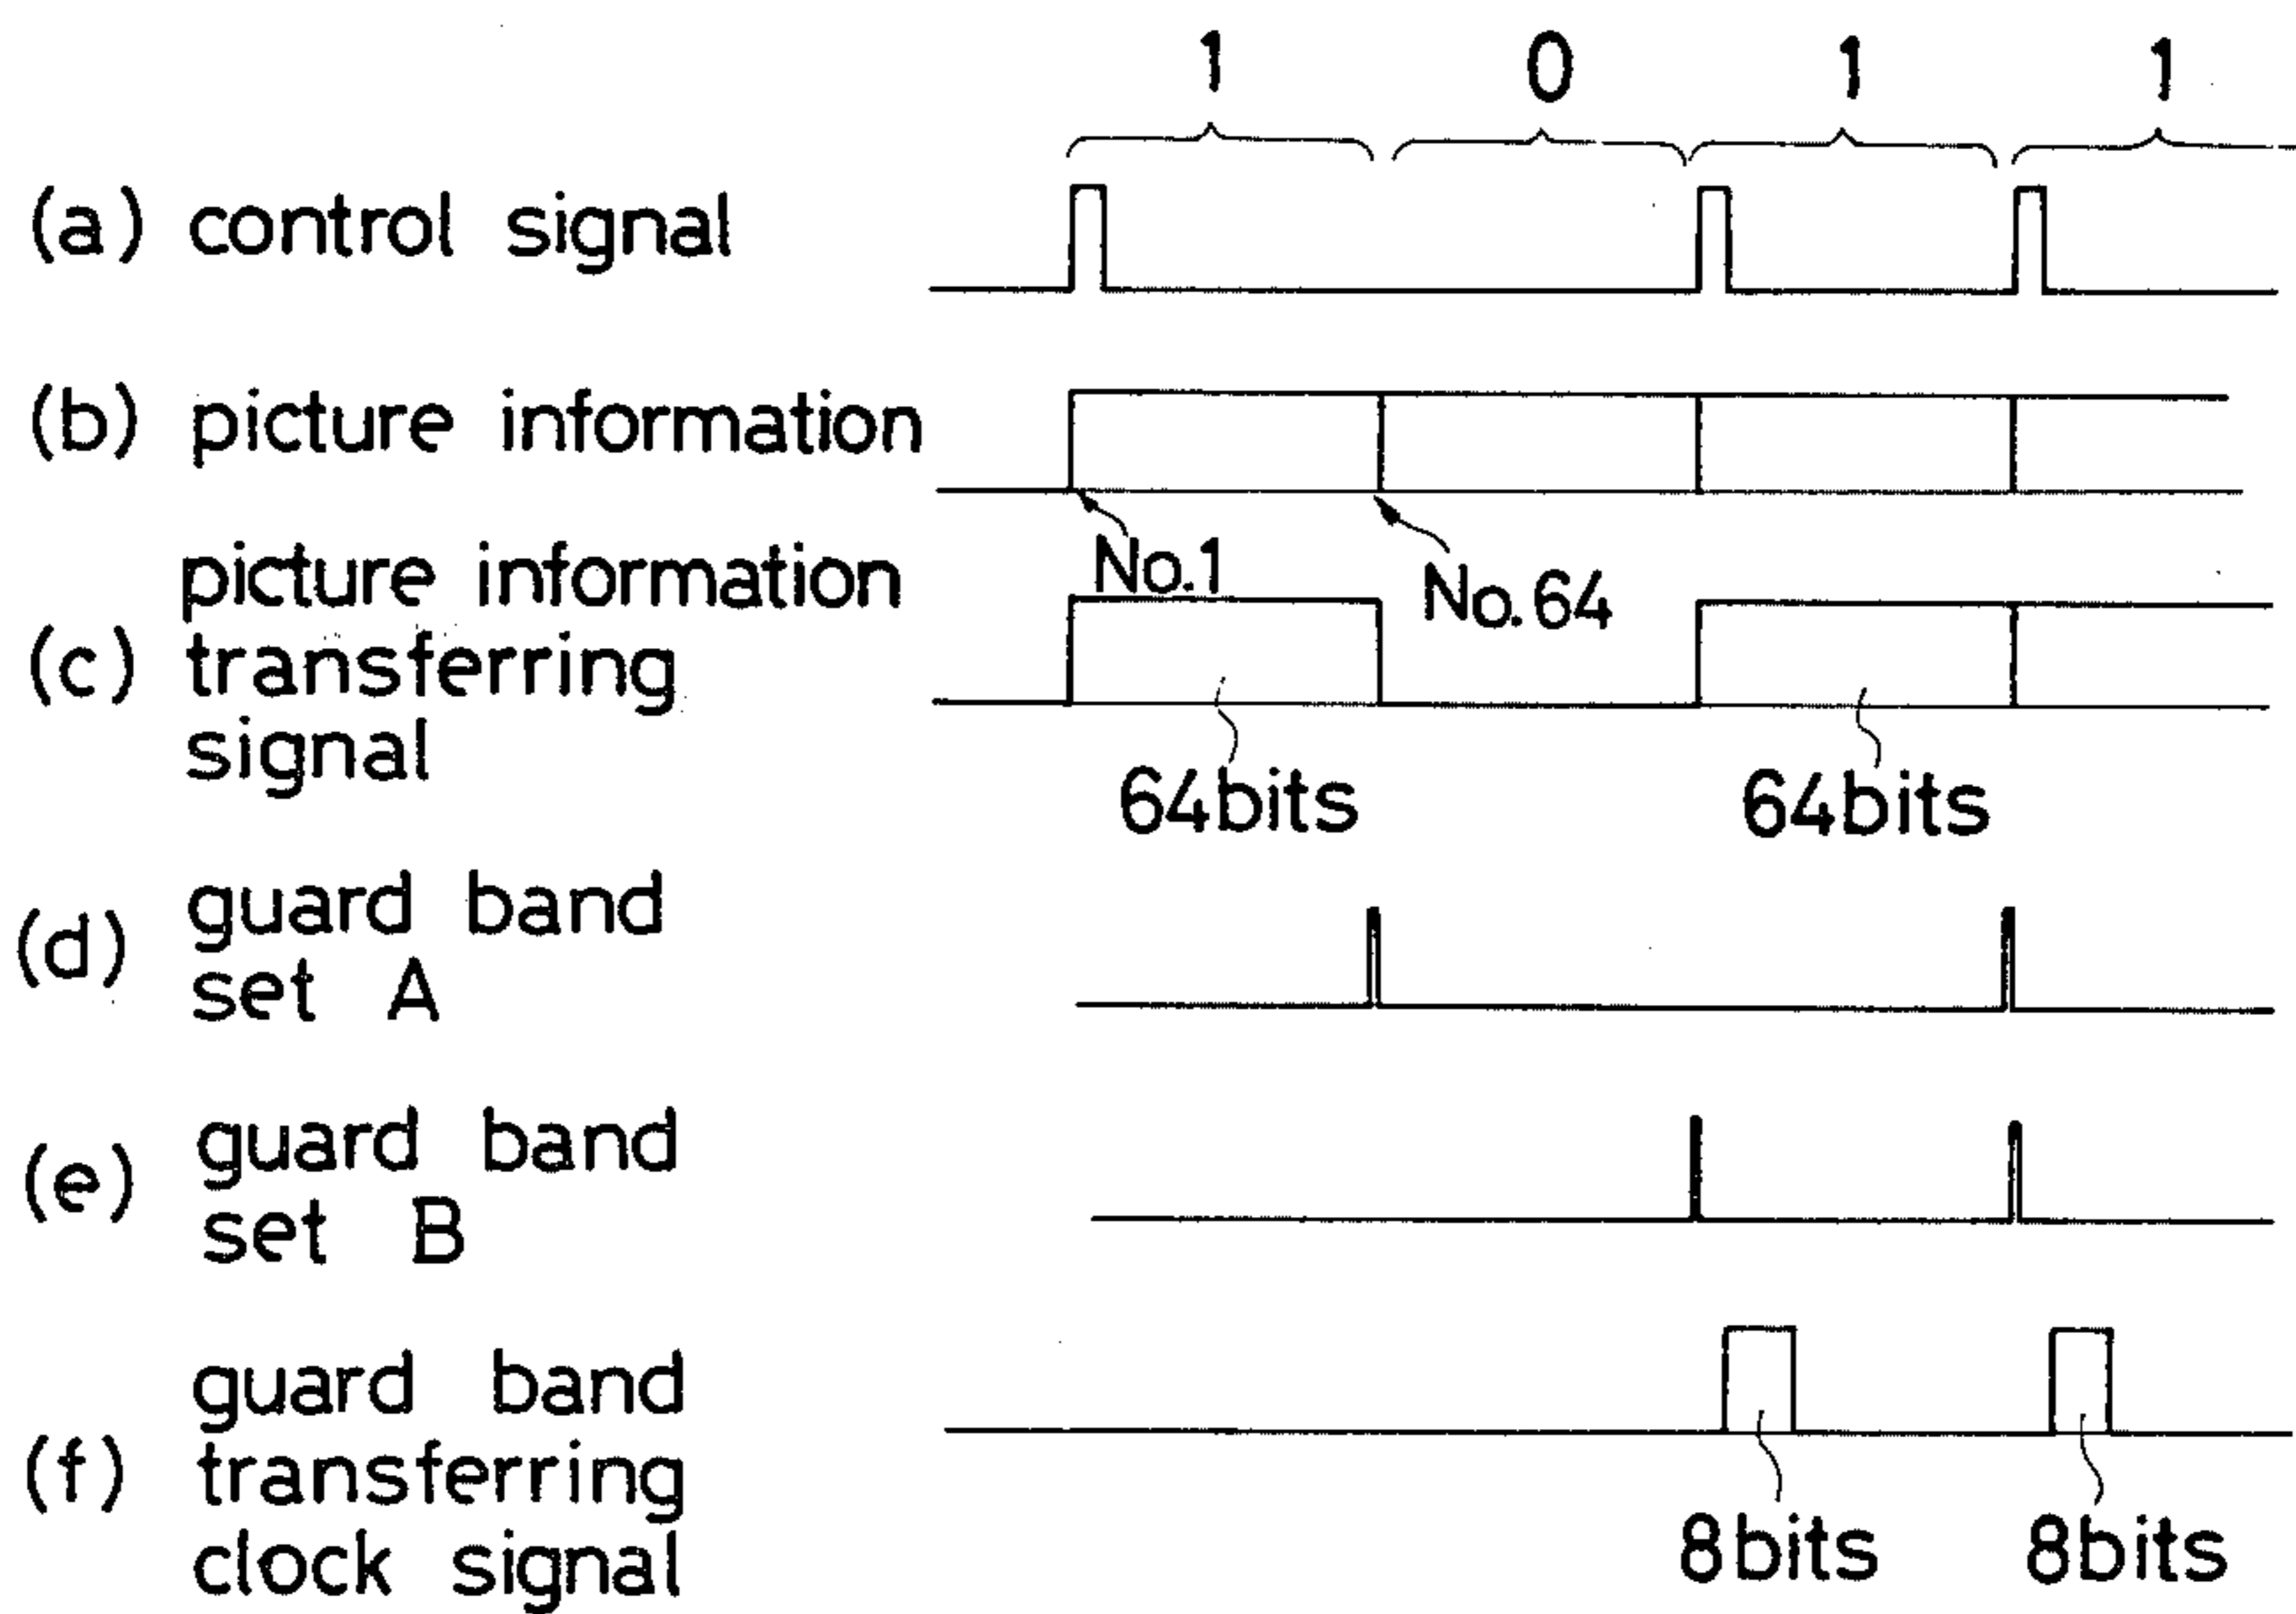 1 0 1 1
(a) control signal
(b) picture information
No.1
No.64
picture information
(c) transferring
signal
64bits 64bits
guard band
(d)
set A
guard band
(e)
set B
guard band
(f) transferring
clock signal
8bits 8bits